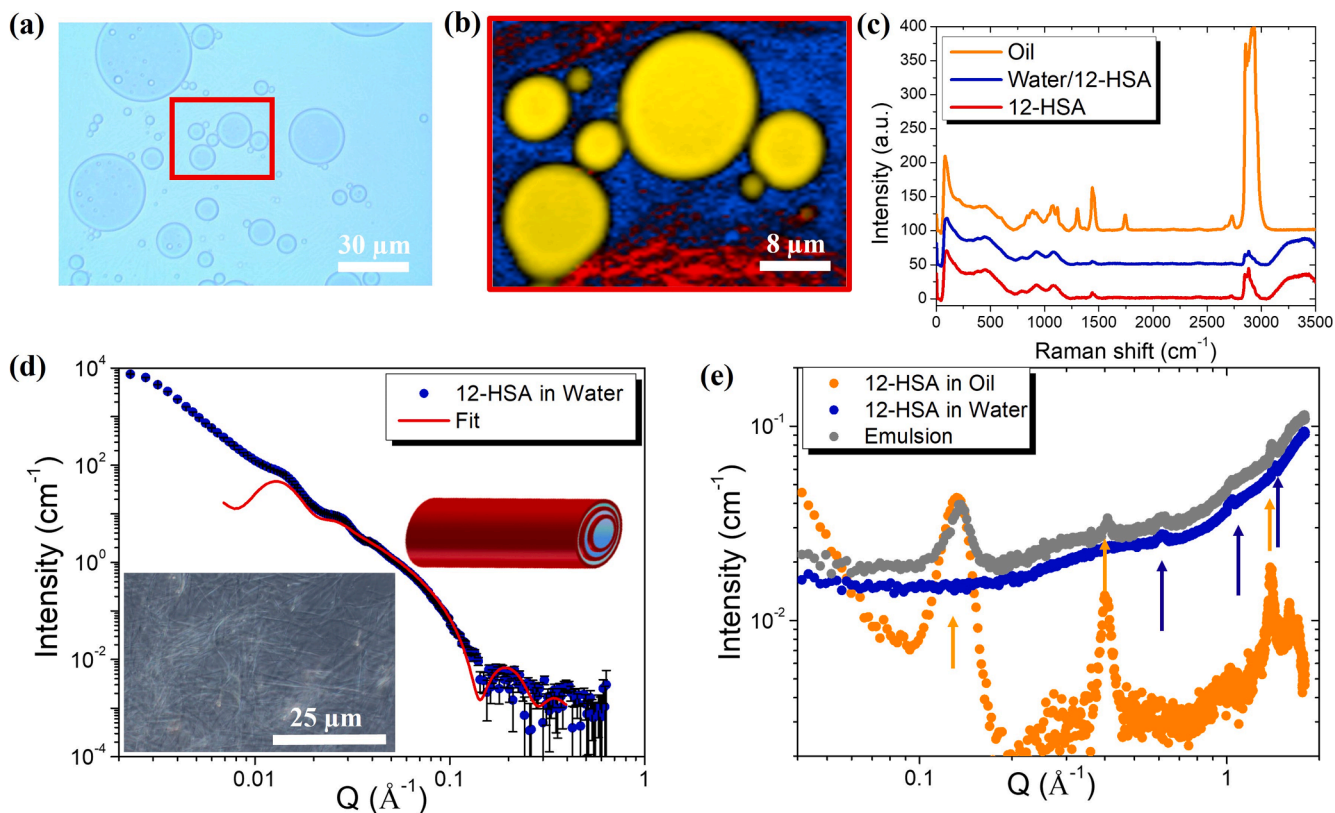 (a)
30 μm
(b)
8 μm
(c)
400
350
300
250
200
150
100
50
0
Intensity (a.u.)
Oil
Water/12-HSA
12-HSA
0 500 1000 1500 2000 2500 3000 3500
Raman shift (cm⁻¹)
(d)
10⁴
10²
10⁰
10⁻²
10⁻⁴
Intensity (cm⁻¹)
12-HSA in Water
Fit
25 μm
0.01 0.1 1
Q (Å⁻¹)
(e)
12-HSA in Oil
12-HSA in Water
Emulsion
10⁻¹
10⁻²
Intensity (cm⁻¹)
0.1 1
Q (Å⁻¹)